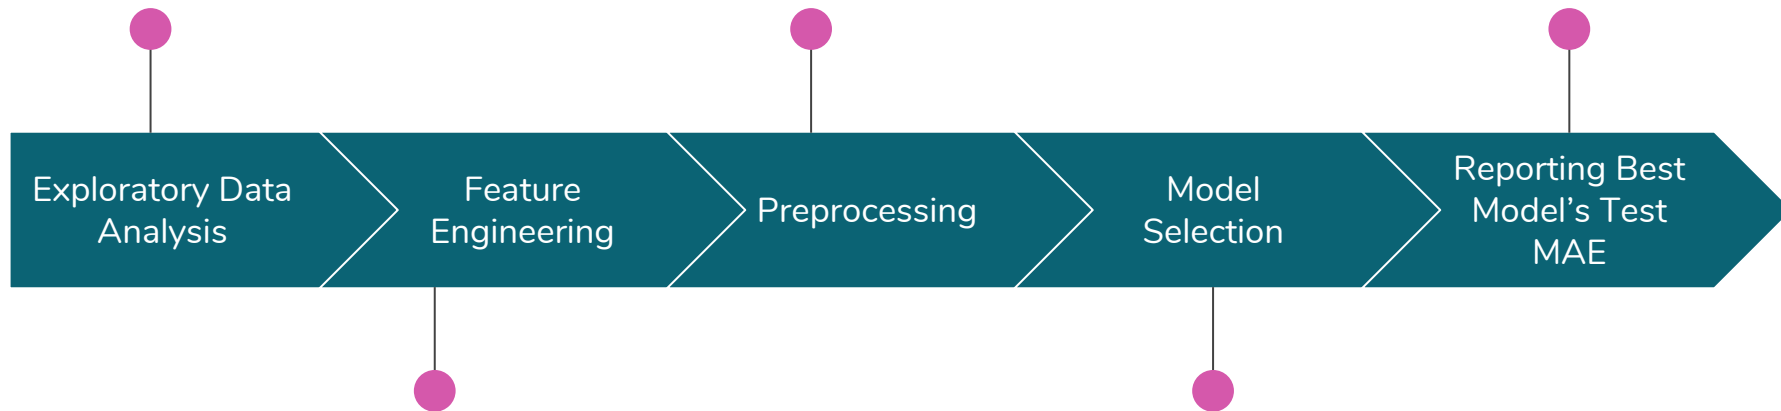 Exploratory Data
Analysis
Feature
Engineering
Preprocessing
Model
Selection
Reporting Best
Model’s Test
MAE